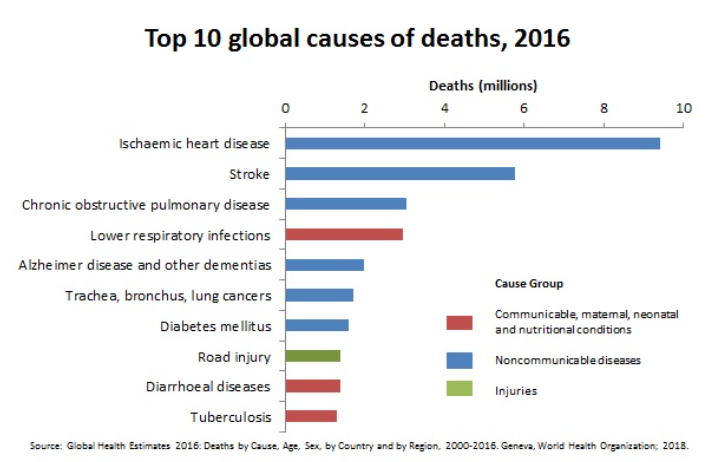 Top 10 global causes of deaths, 2016
Deaths (millions)
0 2 4 6 8 10
Ischaemic heart disease
Stroke
Chronic obstructive pulmonary disease
Lower respiratory infections
Alzheimer disease and other dementias
Trachea, bronchus, lung cancers
Diabetes mellitus
Road injury
Diarrhoeal diseases
Tuberculosis
Cause Group
Communicable, maternal, neonatal
and nutritional conditions
Noncommunicable diseases
Injuries
Source: Global Health Estimates 2016: Deaths by Cause, Age, Sex, by Country and by Region, 2000-2016. Geneva, World Health Organization; 2018.